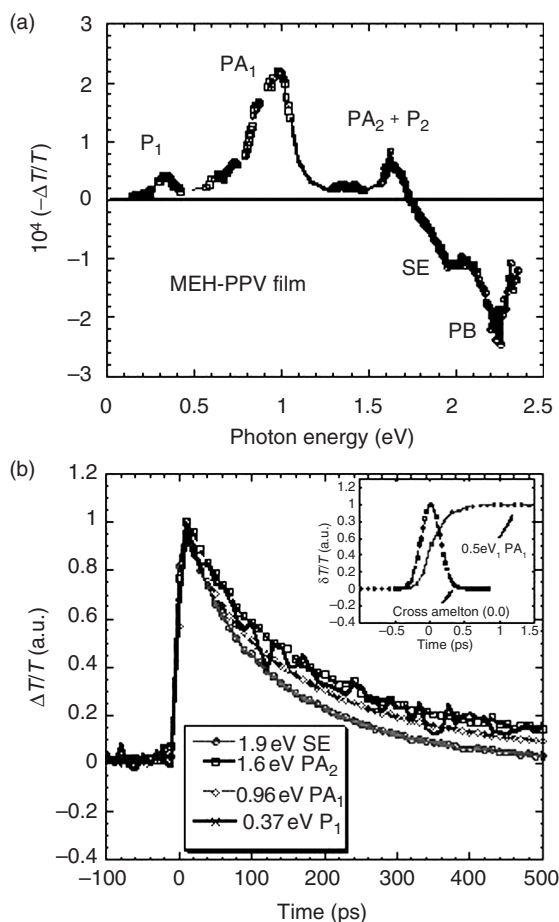 (a)
3
2
1
0
−1
−2
−3
10⁴ (−ΔT/T)
P₁
PA₁
PA₂ + P₂
MEH-PPV film
SE
PB
0 0.5 1 1.5 2 2.5
Photon energy (eV)
(b)
1.2
1
0.8
0.6
0.4
0.2
0
−0.2
−0.4
ΔT/T (a.u.)
1
0.8
0.6
0.4
0.2
0
−0.2
−0.4
δT/T (a.u.)
0.5eV₁ PA₁
Cross amelton (0.0)
−0.5 0 0.5 1 1.5
Time (ps)
1.9 eV SE
1.6 eV PA₂
0.96 eV PA₁
0.37 eV P₁
−100 0 100 200 300 400 500
Time (ps)